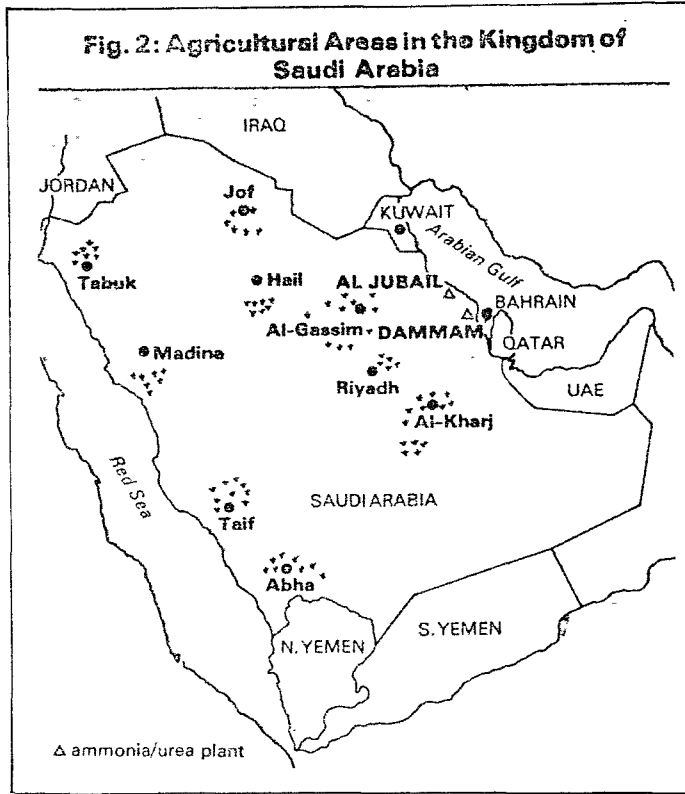 Fig. 2: Agricultural Areas in the Kingdom of
Saudi Arabia
IRAQ
JORDAN
Jof
KUWAIT
Arabian Gulf
Tabuk
Hail
AL JUBAIL
BAHRAIN
Al-Gassim
DAMMAM
QATAR
Madina
Riyadh
UAE
Al-Kharj
Red Sea
SAUDI ARABIA
Taif
Abha
N. YEMEN
S. YEMEN
Δ ammonia/urea plant